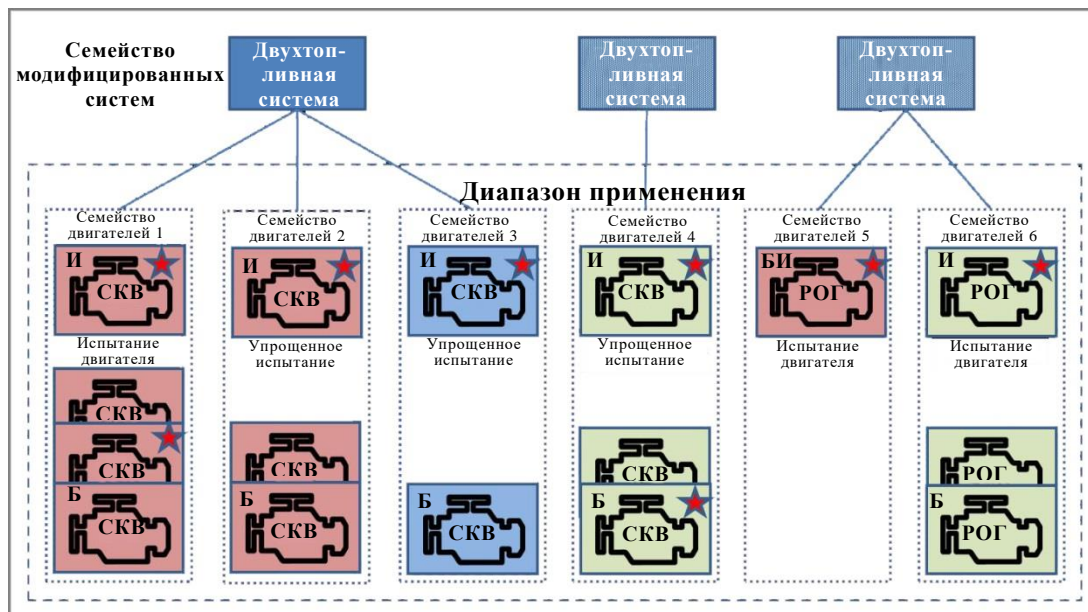 Семейство
модифицированных
систем
Двухтоп-
ливная
система
Двухтоп-
ливная
система
Двухтоп-
ливная
система
Диапазон применения
Семейство
двигателей 1
И
СКВ
Испытание
двигателя
СКВ
СКВ
Б
СКВ
Семейство
двигателей 2
И
СКВ
Упрощенное
испытание
СКВ
Б
СКВ
Семейство
двигателей 3
И
СКВ
Упрощенное
испытание
Б
СКВ
Семейство
двигателей 4
И
СКВ
Упрощенное
испытание
СКВ
Б
СКВ
Семейство
двигателей 5
БИ
РОГ
Испытание
двигателя
Семейство
двигателей 6
И
РОГ
Испытание
двигателя
РОГ
Б
РОГ